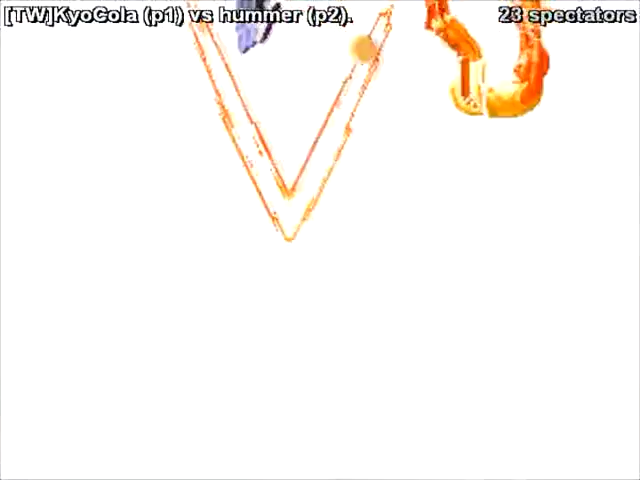 [TW]KyoCola (p1) vs hummer (p2).
23 spectators